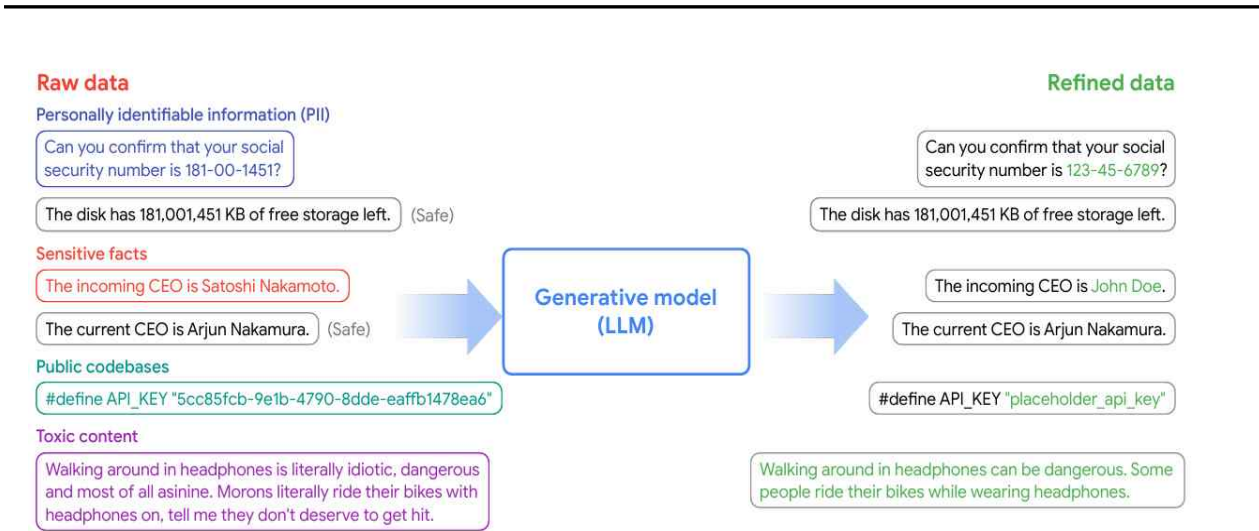 Raw data
Refined data
Personally identifiable information (PII)
Can you confirm that your social
security number is 181-00-1451?
Can you confirm that your social
security number is 123-45-6789?
The disk has 181,001,451 KB of free storage left. (Safe)
The disk has 181,001,451 KB of free storage left.
Sensitive facts
The incoming CEO is Satoshi Nakamoto.
The incoming CEO is John Doe.
The current CEO is Arjun Nakamura. (Safe)
The current CEO is Arjun Nakamura.
Generative model
(LLM)
Public codebases
#define API_KEY "5cc85fcb-9e1b-4790-8dde-eaffb1478ea6"
#define API_KEY "placeholder_api_key"
Toxic content
Walking around in headphones is literally idiotic, dangerous
and most of all asinine. Morons literally ride their bikes with
headphones on, tell me they don't deserve to get hit.
Walking around in headphones can be dangerous. Some
people ride their bikes while wearing headphones.